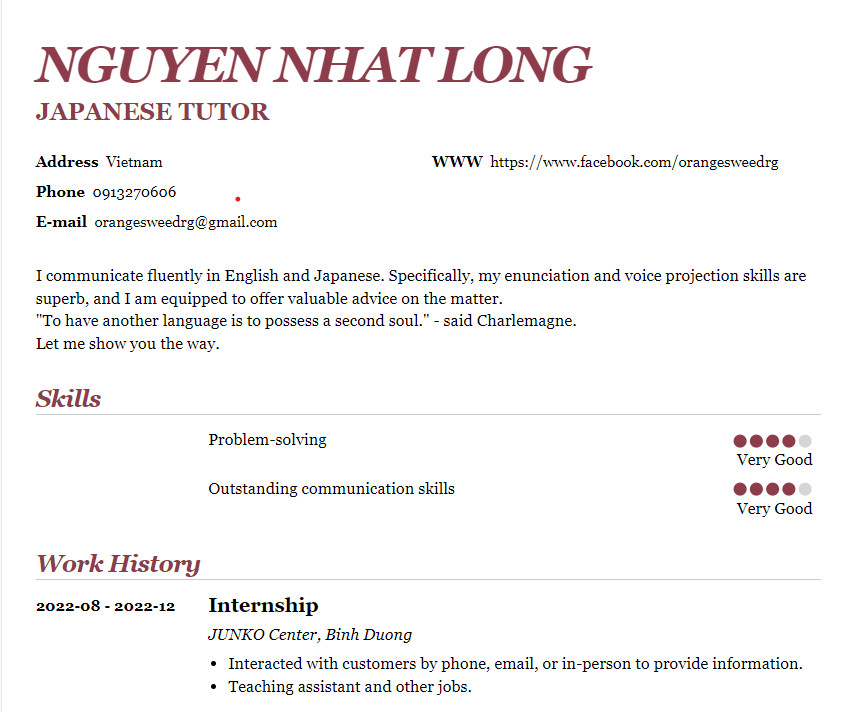 NGUYEN NHAT LONG
JAPANESE TUTOR
Address Vietnam
WWW https://www.facebook.com/orangesweedrg
Phone 0913270606
E-mail orangesweedrg@gmail.com
I communicate fluently in English and Japanese. Specifically, my enunciation and voice projection skills are
superb, and I am equipped to offer valuable advice on the matter.
"To have another language is to possess a second soul." - said Charlemagne.
Let me show you the way.
Skills
Problem-solving
Very Good
Outstanding communication skills
Very Good
Work History
2022-08 - 2022-12
Internship
JUNKO Center, Binh Duong
• Interacted with customers by phone, email, or in-person to provide information.
• Teaching assistant and other jobs.